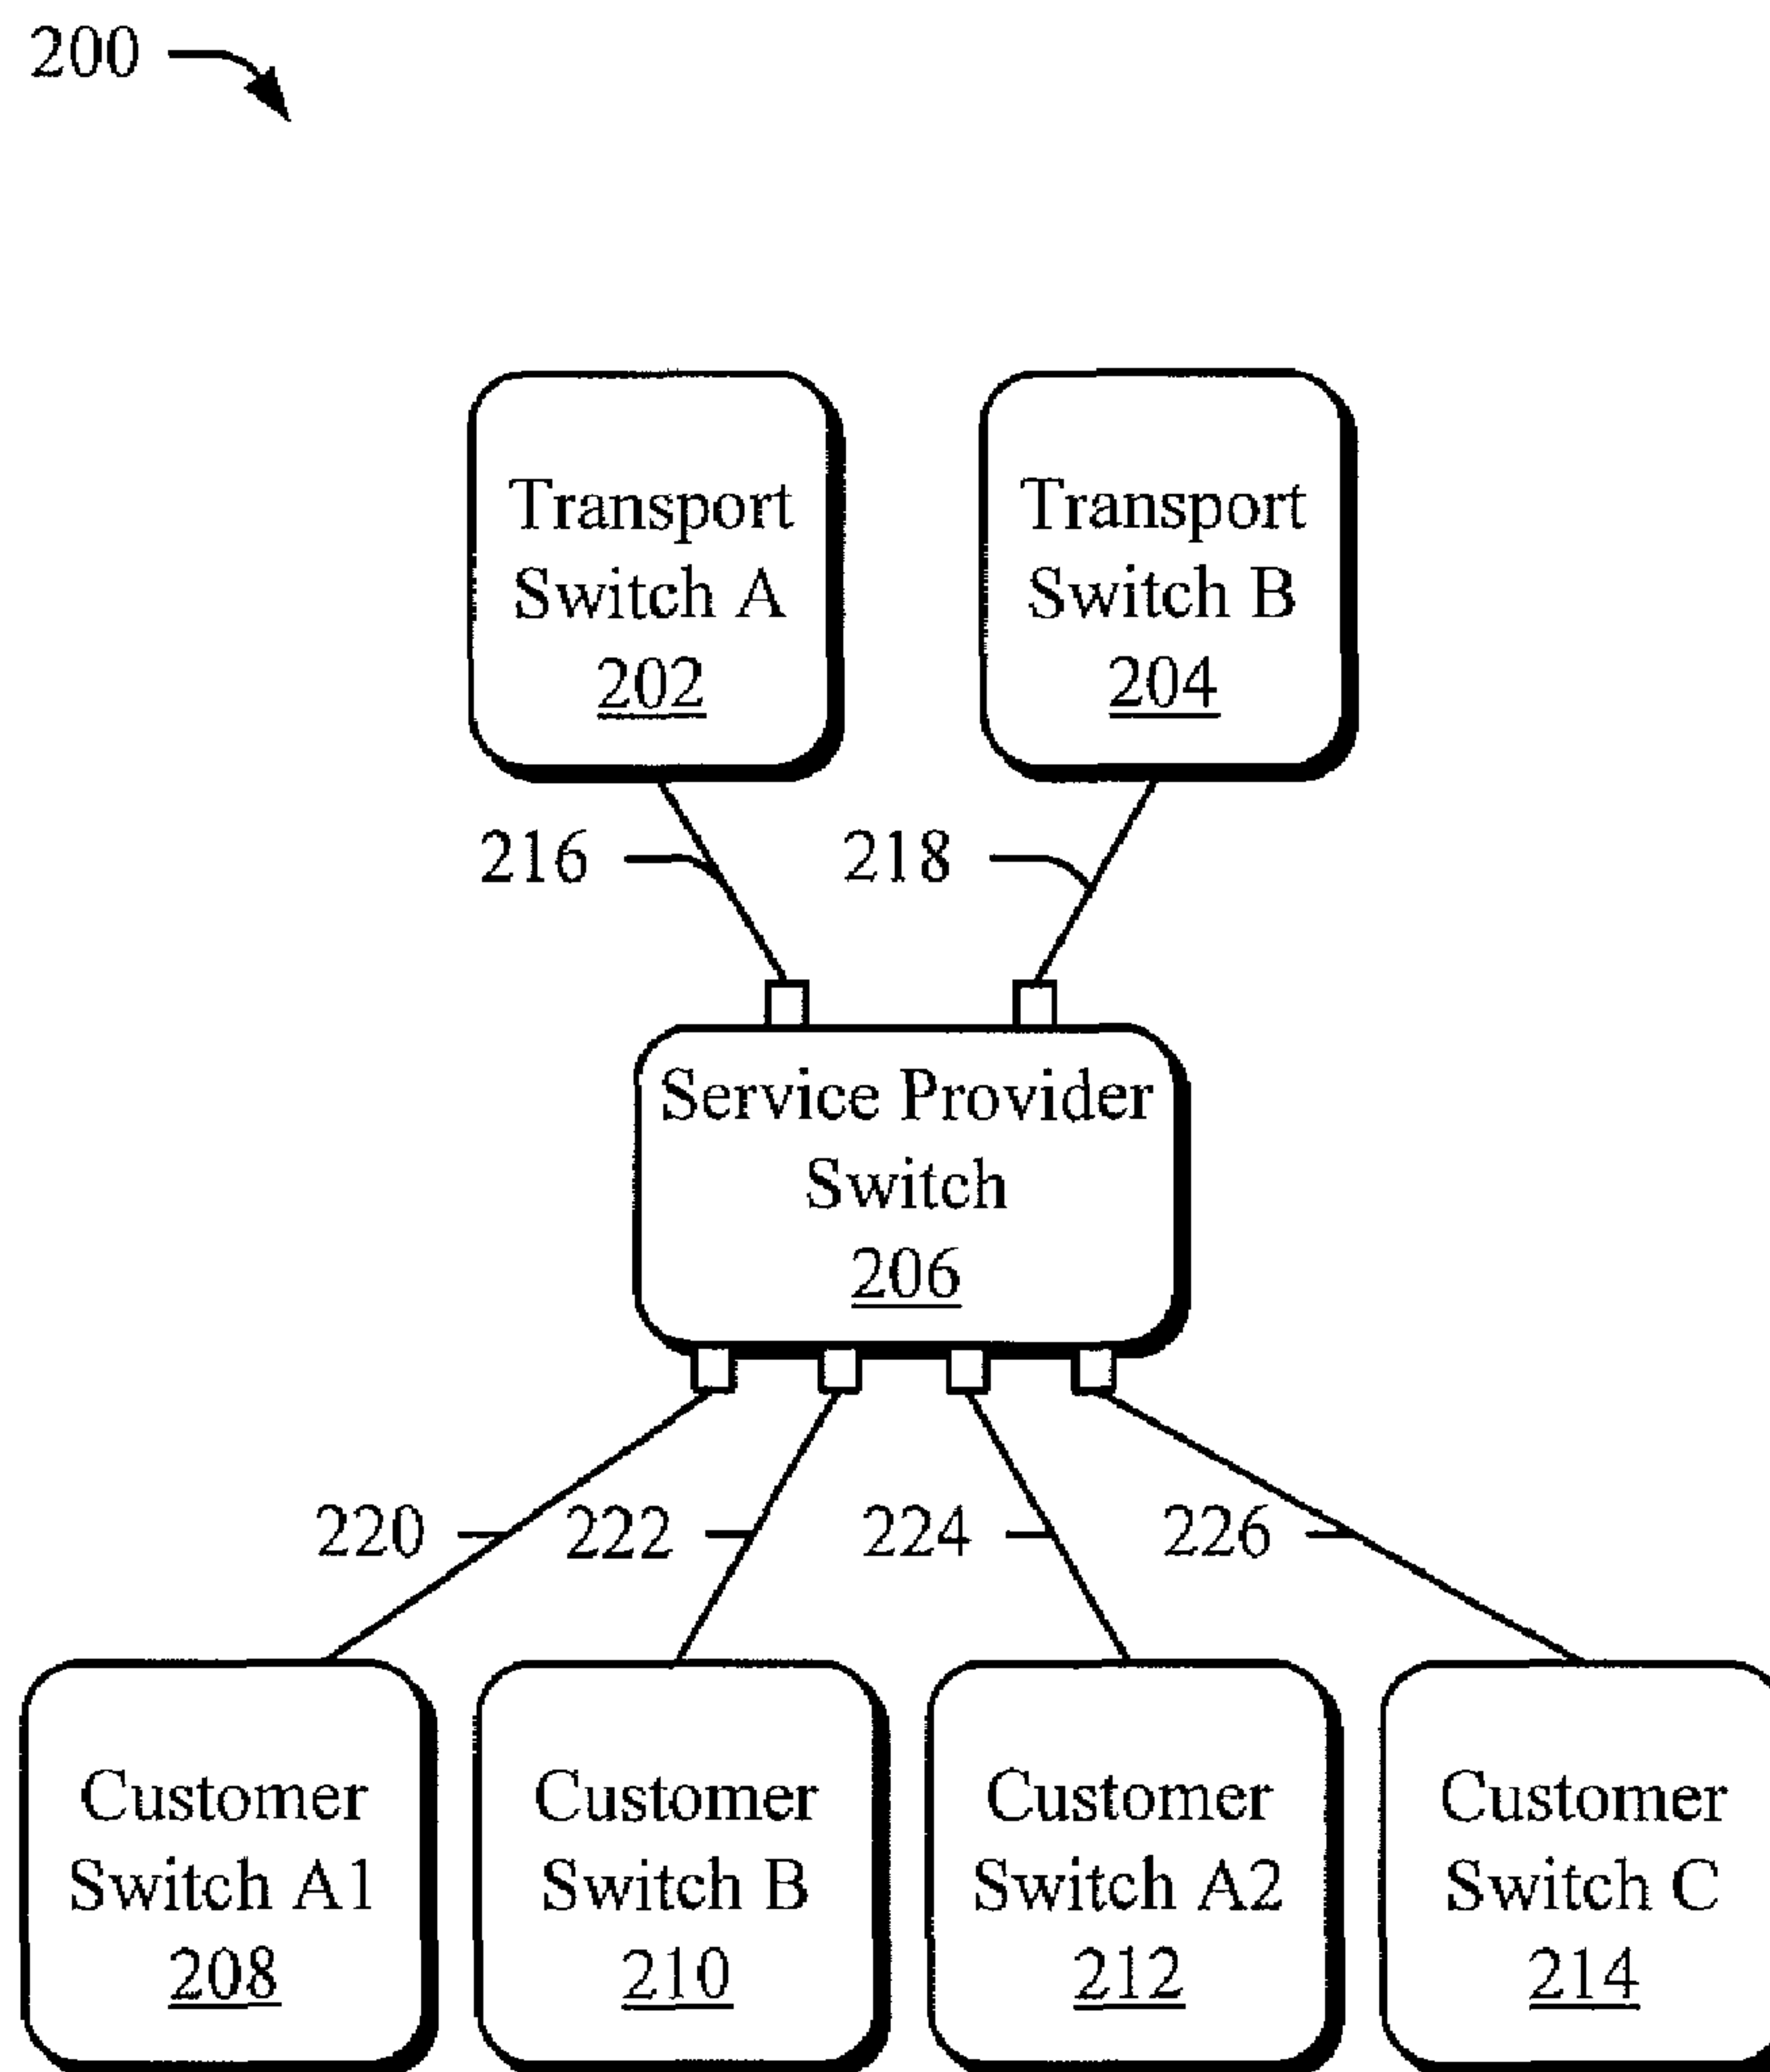 200
Transport
Switch A
202
Transport
Switch B
204
216
218
Service Provider
Switch
206
220
222
224
226
Customer
Switch A1
208
Customer
Switch B
210
Customer
Switch A2
212
Customer
Switch C
214